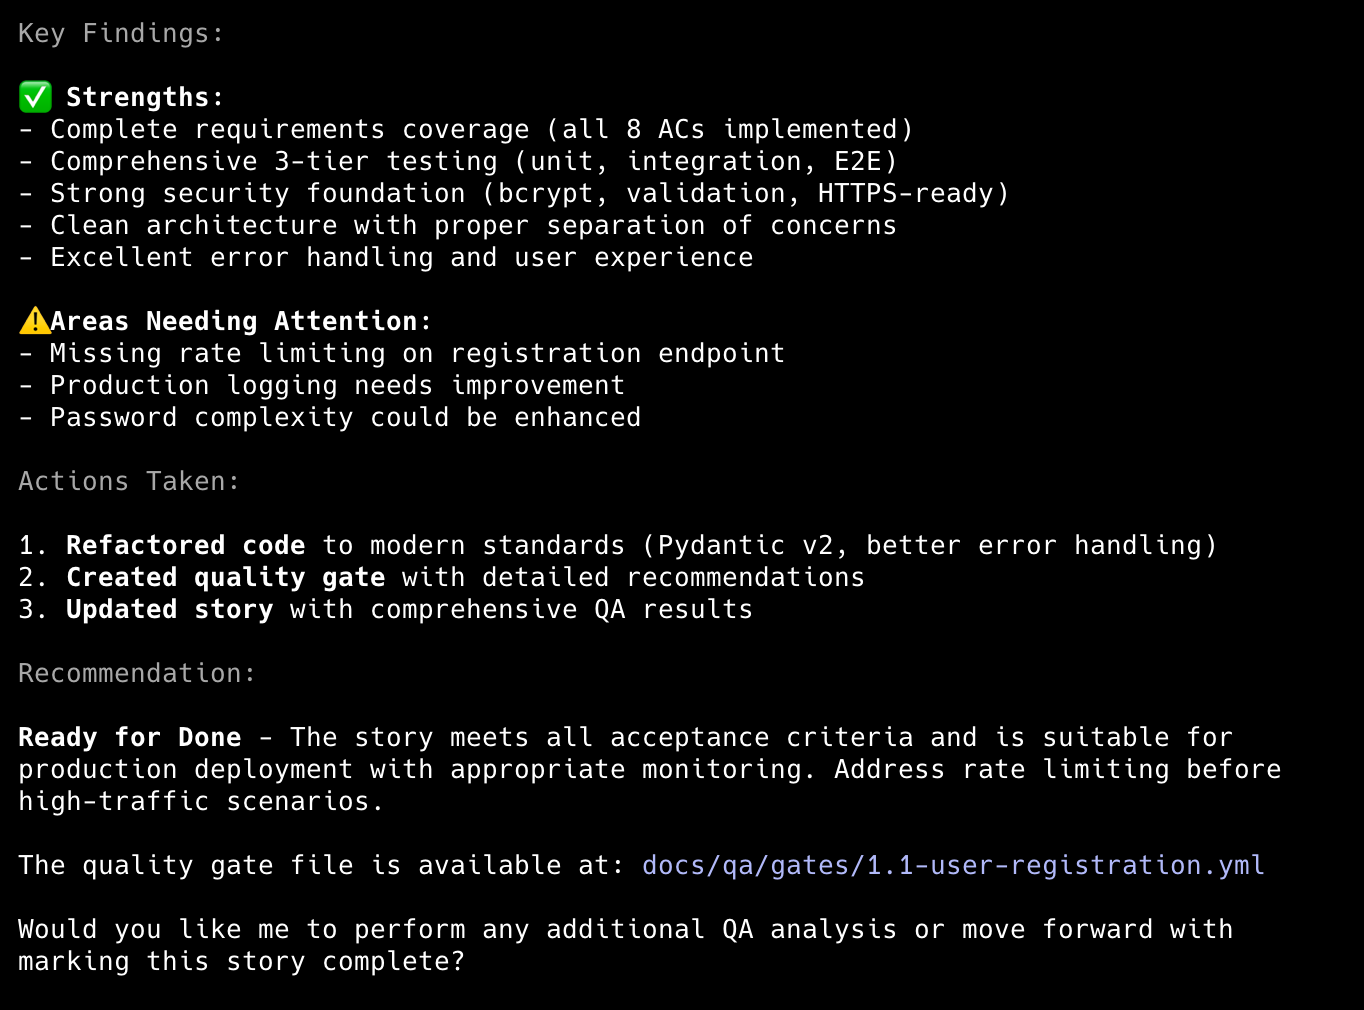 Key Findings:
✅ Strengths:
- Complete requirements coverage (all 8 ACs implemented)
- Comprehensive 3-tier testing (unit, integration, E2E)
- Strong security foundation (bcrypt, validation, HTTPS-ready)
- Clean architecture with proper separation of concerns
- Excellent error handling and user experience
⚠️Areas Needing Attention:
- Missing rate limiting on registration endpoint
- Production logging needs improvement
- Password complexity could be enhanced
Actions Taken:
1. Refactored code to modern standards (Pydantic v2, better error handling)
2. Created quality gate with detailed recommendations
3. Updated story with comprehensive QA results
Recommendation:
Ready for Done - The story meets all acceptance criteria and is suitable for
production deployment with appropriate monitoring. Address rate limiting before
high-traffic scenarios.
The quality gate file is available at: docs/qa/gates/1.1-user-registration.yml
Would you like me to perform any additional QA analysis or move forward with
marking this story complete?